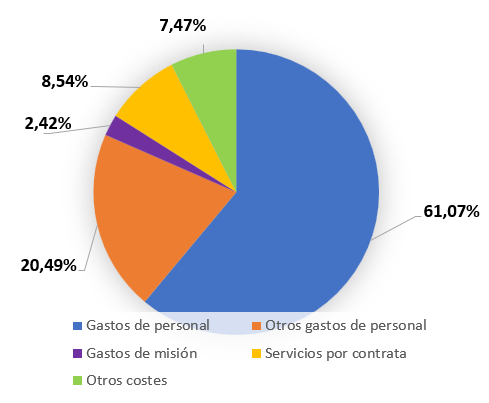 7,47%
8,54%
2,42%
61,07%
20,49%
Gastos de personal
Otros gastos de personal
Gastos de misión
Servicios por contrata
Otros costes